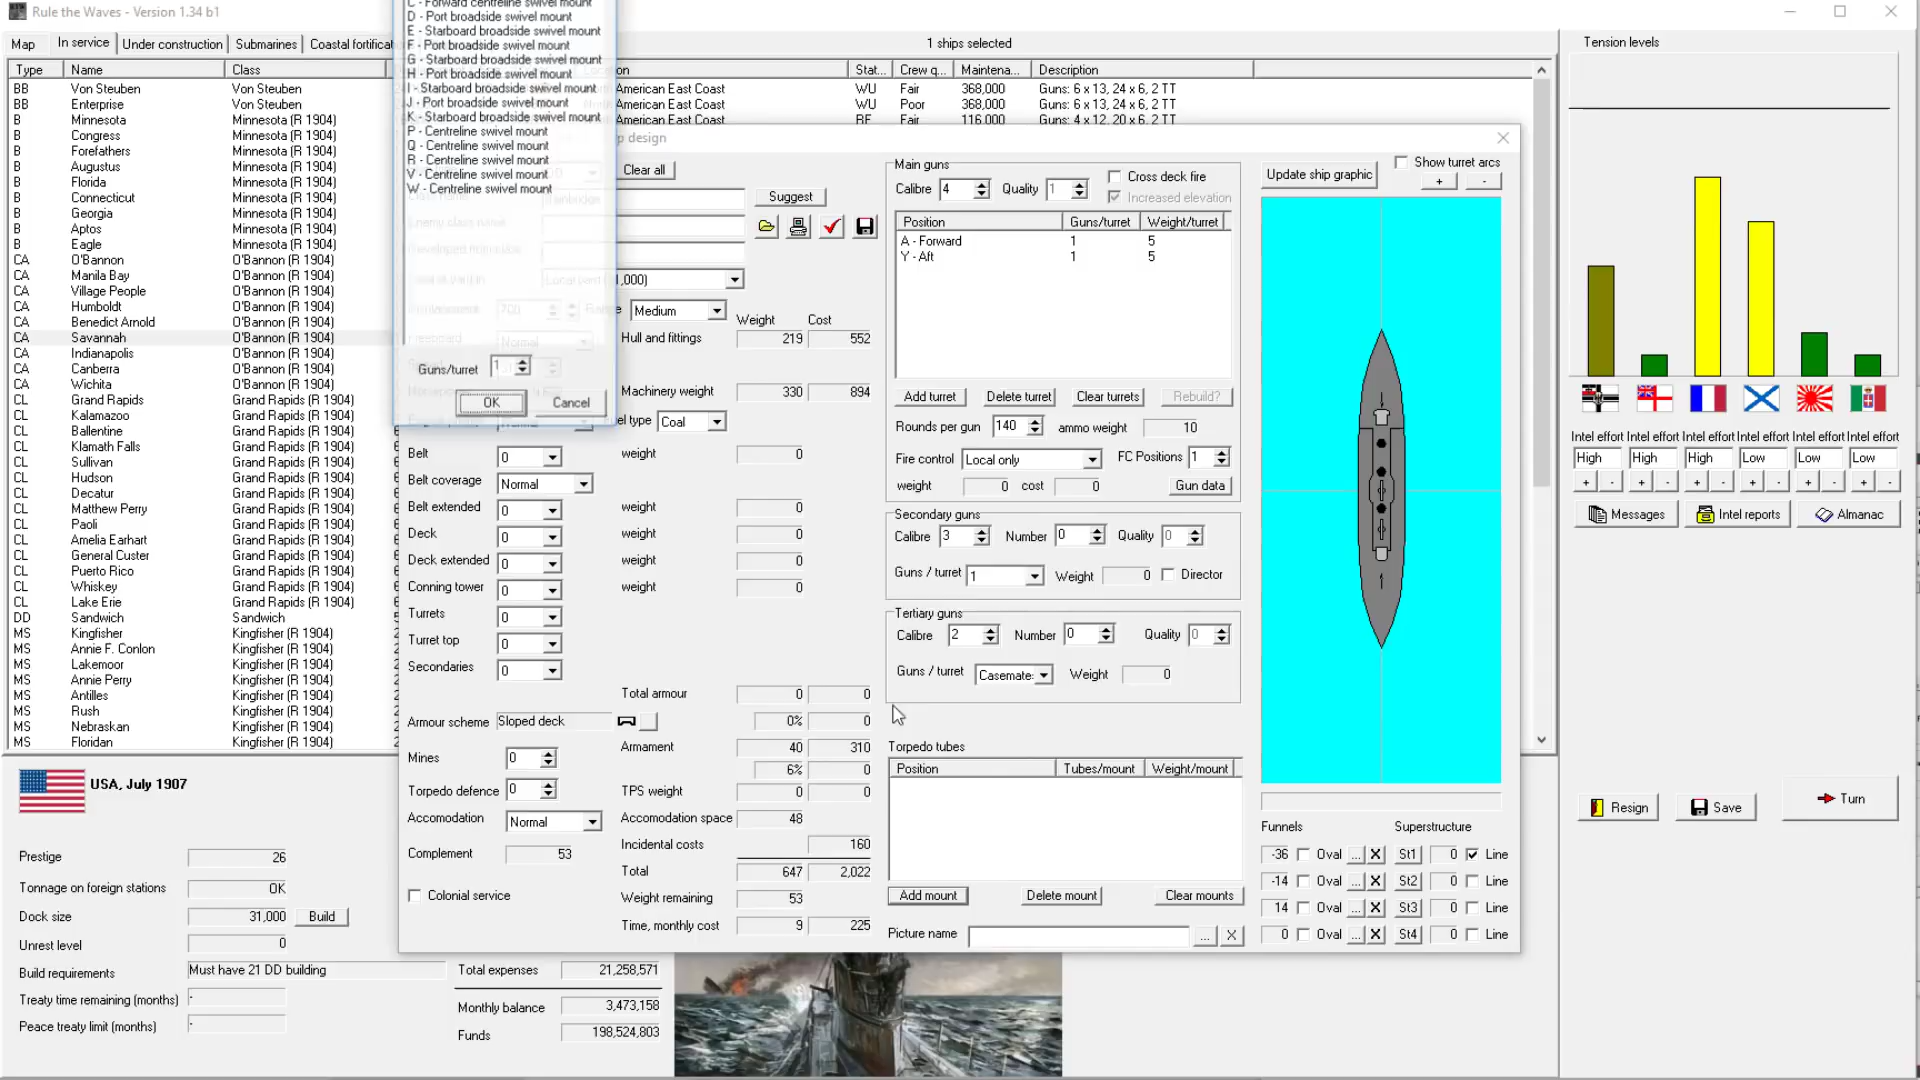 Rule the Waves - Version 1.34 b1
Map
In service
Under construction
Submarines
1 ships selected
Type Name Class Stat... Crew q... Maintena... Description
BB Von Steuben Von Steuben American East Coast WU Fair 368,000 Guns: 6 x 13, 24 x 6, 2 TT
BB Enterprise Von Steuben American East Coast WU Poor 368,000 Guns: 6 x 13, 24 x 6, 2 TT
B Minnesota Minnesota (R 1904) American East Coast RF Fair 116,000 Guns: 4 x 12, 20 x 6, 2 TT
B Congress Minnesota (R 1904)
B Forefathers Minnesota (R 1904)
B Augustus Minnesota (R 1904)
B Florida Minnesota (R 1904)
B Connecticut Minnesota (R 1904)
B Georgia Minnesota (R 1904)
B Aptos Minnesota (R 1904)
B Eagle Minnesota (R 1904)
CA O'Bannon O'Bannon (R 1904)
CA Manila Bay O'Bannon (R 1904)
CA Village People O'Bannon (R 1904)
CA Humboldt O'Bannon (R 1904)
CA Benedict Arnold O'Bannon (R 1904)
CA Savannah O'Bannon (R 1904)
CA Indianapolis O'Bannon (R 1904)
CA Canberra O'Bannon (R 1904)
CA Wichita O'Bannon (R 1904)
CL Grand Rapids Grand Rapids (R 1904)
CL Kalamazoo Grand Rapids (R 1904)
CL Ballentine Grand Rapids (R 1904)
CL Klamath Falls Grand Rapids (R 1904)
CL Sullivan Grand Rapids (R 1904)
CL Hudson Grand Rapids (R 1904)
CL Decatur Grand Rapids (R 1904)
CL Matthew Perry Grand Rapids (R 1904)
CL Paoli Grand Rapids (R 1904)
CL Amelia Earhart Grand Rapids (R 1904)
CL General Custer Grand Rapids (R 1904)
CL Puerto Rico Grand Rapids (R 1904)
CL Whiskey Grand Rapids (R 1904)
CL Lake Erie Grand Rapids (R 1904)
DD Sandwich Sandwich
MS Kingfisher Kingfisher (R 1904)
MS Annie F. Conlon Kingfisher (R 1904)
MS Lakemoor Kingfisher (R 1904)
MS Annie Perry Kingfisher (R 1904)
MS Antilles Kingfisher (R 1904)
MS Rush Kingfisher (R 1904)
MS Nebraskan Kingfisher (R 1904)
MS Floridan Kingfisher (R 1904)
C - Forward centreline swivel mount
D - Port broadside swivel mount
E - Starboard broadside swivel mount
F - Port broadside swivel mount
G - Starboard broadside swivel mount
H - Port broadside swivel mount
I - Starboard broadside swivel mount
J - Port broadside swivel mount
K - Starboard broadside swivel mount
P - Centreline swivel mount
Q - Centreline swivel mount
R - Centreline swivel mount
V - Centreline swivel mount
W - Centreline swivel mount
Guns/turret 1
OK Cancel
design
Clear all
Suggest
Medium
Weight Cost
Hull and fittings 219 552
Machinery weight 330 894
Coal
Belt 0 weight 0
Belt coverage Normal
Belt extended 0 weight 0
Deck 0 weight 0
Deck extended 0 weight 0
Conning tower 0 weight 0
Turrets 0
Turret top 0
Secondaries 0
Total armour 0 0
Armour scheme Sloped deck 0% 0
Armament 40 310
Mines 0 6% 0
Torpedo defence 0 TPS weight 0 0
Accomodation Normal Accomodation space 48
Incidental costs 160
Complement 53
Total 647 2,022
Colonial service Weight remaining 53
Time, monthly cost 9 225
Main guns
Calibre 4 Quality 1 Cross deck fire
Increased elevation
Position Guns/turret Weight/turret
A - Forward 1 5
Y - Aft 1 5
Add turret Delete turret Clear turrets Rebuild?
Rounds per gun 140 ammo weight 10
Fire control Local only FC Positions 1
weight 0 cost 0 Gun data
Secondary guns
Calibre 3 Number 0 Quality 0
Guns / turret 1 Weight 0 Director
Tertiary guns
Calibre 2 Number 0 Quality 0
Guns / turret Casemate: Weight 0
Torpedo tubes
Position Tubes/mount Weight/mount
Add mount Delete mount Clear mounts
Picture name ... X
Update ship graphic Show turret arcs
+ -
Funnels Superstructure
-36 Oval ... X St1 0 Line
-14 Oval ... X St2 0 Line
14 Oval ... X St3 0 Line
0 Oval ... X St4 0 Line
Tension levels
Intel effort Intel effort Intel effort Intel effort Intel effort Intel effort
High High High Low Low Low
+ - + - + - + - + - + -
Messages Intel reports Almanac
Resign Save Turn
USA, July 1907
Prestige 26
Tonnage on foreign stations OK
Dock size 31,000 Build
Unrest level 0
Build requirements Must have 21 DD building
Treaty time remaining (months) -
Peace treaty limit (months) -
Total expenses 21,258,571
Monthly balance 3,473,158
Funds 198,524,803